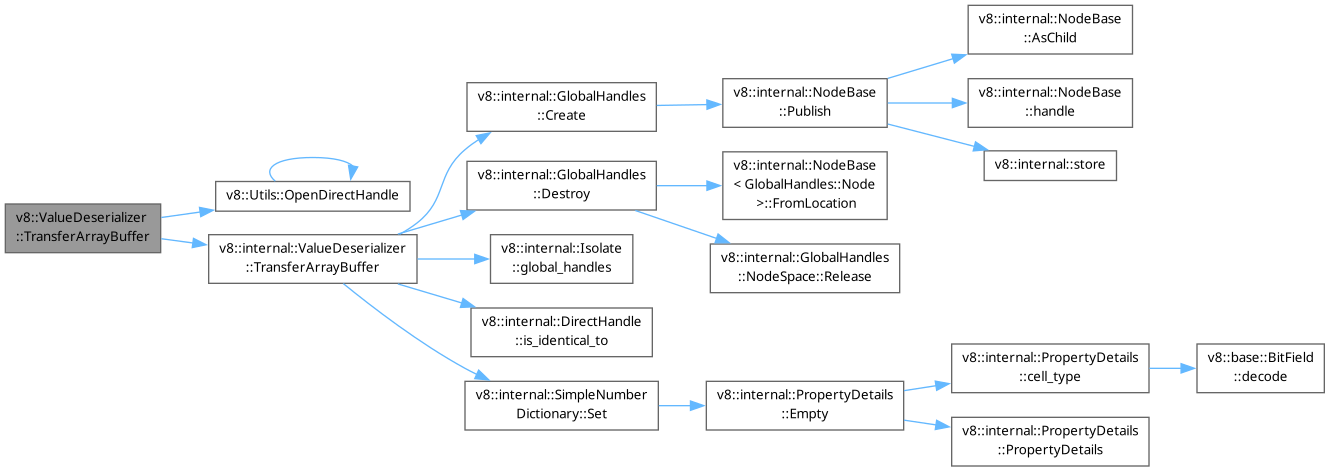 v8::ValueDeserializer
::TransferArrayBuffer
v8::Utils::OpenDirectHandle
v8::internal::ValueDeserializer
::TransferArrayBuffer
v8::internal::GlobalHandles
::Create
v8::internal::NodeBase
::Publish
v8::internal::NodeBase
::AsChild
v8::internal::NodeBase
::handle
v8::internal::store
v8::internal::GlobalHandles
::Destroy
v8::internal::NodeBase
< GlobalHandles::Node
>::FromLocation
v8::internal::GlobalHandles
::NodeSpace::Release
v8::internal::Isolate
::global_handles
v8::internal::DirectHandle
::is_identical_to
v8::internal::SimpleNumber
Dictionary::Set
v8::internal::PropertyDetails
::Empty
v8::internal::PropertyDetails
::cell_type
v8::base::BitField
::decode
v8::internal::PropertyDetails
::PropertyDetails